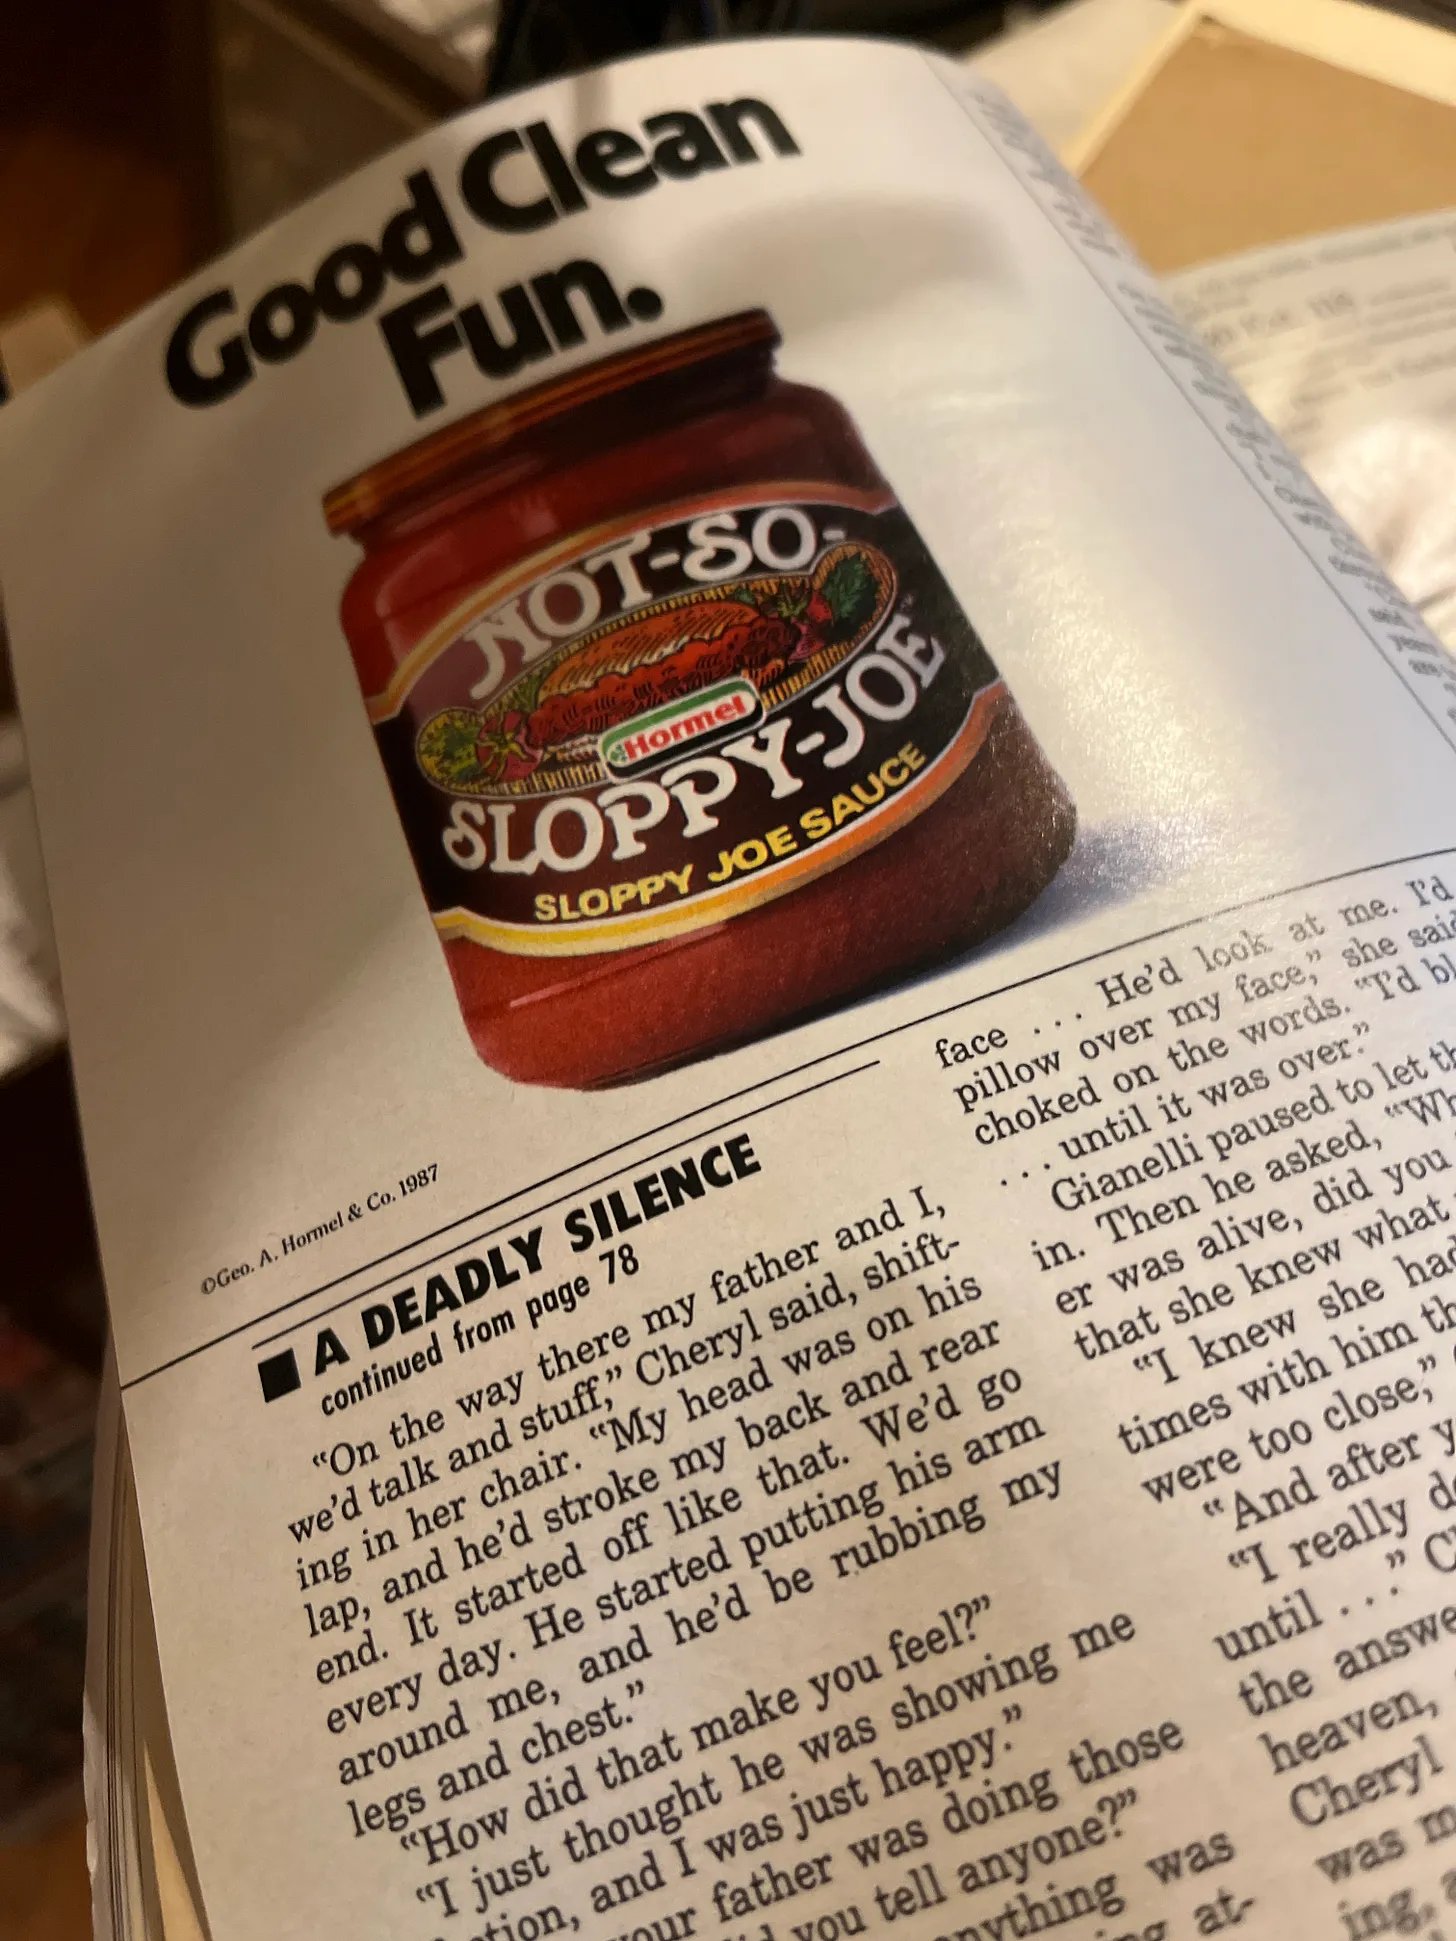 Good Clean
Fun.
NOT-SO-
Hormel
SLOPPY-JOE™
SLOPPY JOE SAUCE
©Geo. A. Hormel & Co. 1987
A DEADLY SILENCE
continued from page 78
“On the way there my father and I,
we’d talk and stuff,” Cheryl said, shift-
ing in her chair. “My head was on his
lap, and he’d stroke my back and rear
end. It started off like that. We’d go
every day. He started putting his arm
around me, and he’d be rubbing my
legs and chest.”
“How did that make you feel?”
“I just thought he was showing me
and I was just happy.”
father was doing those
you tell anyone?”
was
at-
face . . . He’d look at me. I’d
pillow over my face,” she said
choked on the words. “I’d
. . . until it was over.”
Gianelli paused to let
in. Then he asked,
er was alive, did you
that she knew what
“I knew she had
times with him
were too close,”
“And after
“I really
until . . .”
the
heaven,
Cheryl
was
ing,